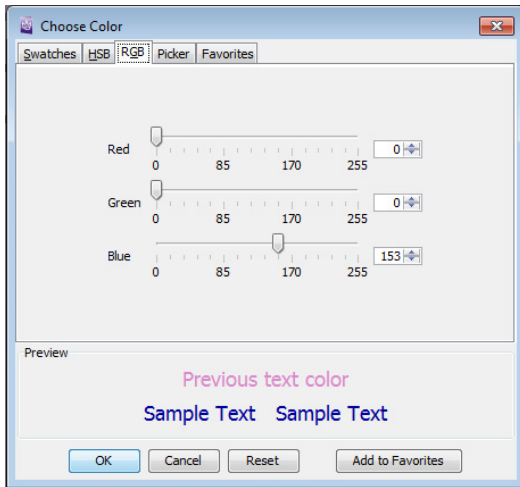 Choose Color
Swatches HSB RGB Picker Favorites
Red 0
0 85 170 255
Green 0
0 85 170 255
Blue 153
0 85 170 255
Preview
Previous text color
Sample Text Sample Text
OK Cancel Reset Add to Favorites